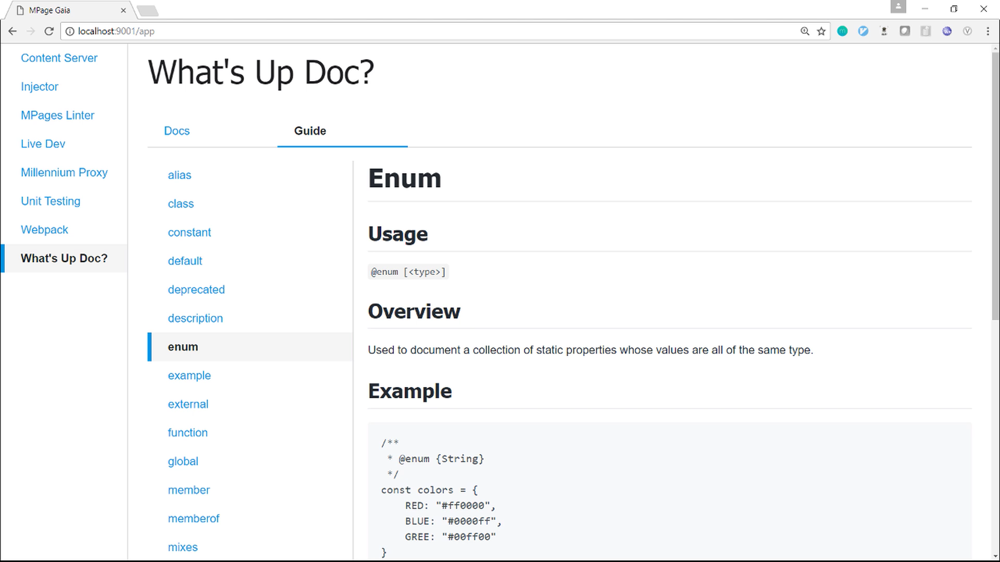 MPage Gaia
localhost:9001/app
Content Server
Injector
MPages Linter
Live Dev
Millennium Proxy
Unit Testing
Webpack
What's Up Doc?
What's Up Doc?
Docs
Guide
alias
class
constant
default
deprecated
description
enum
example
external
function
global
member
memberof
mixes
Enum
Usage
@enum [<type>]
Overview
Used to document a collection of static properties whose values are all of the same type.
Example
/**
 * @enum {String}
 */
const colors = {
    RED: "#ff0000",
    BLUE: "#0000ff",
    GREE: "#00ff00"
}